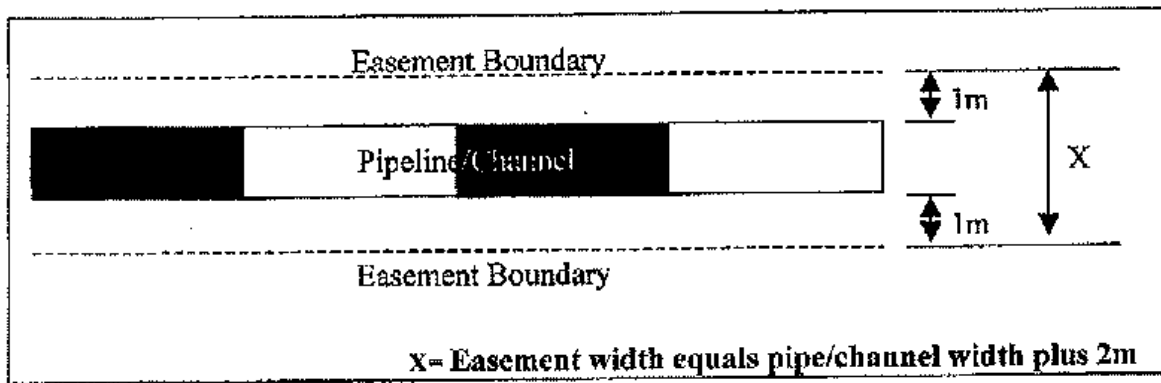 Easement Boundary
1m
Pipeline/Channel
X
1m
Easement Boundary
X= Easement width equals pipe/channel width plus 2m